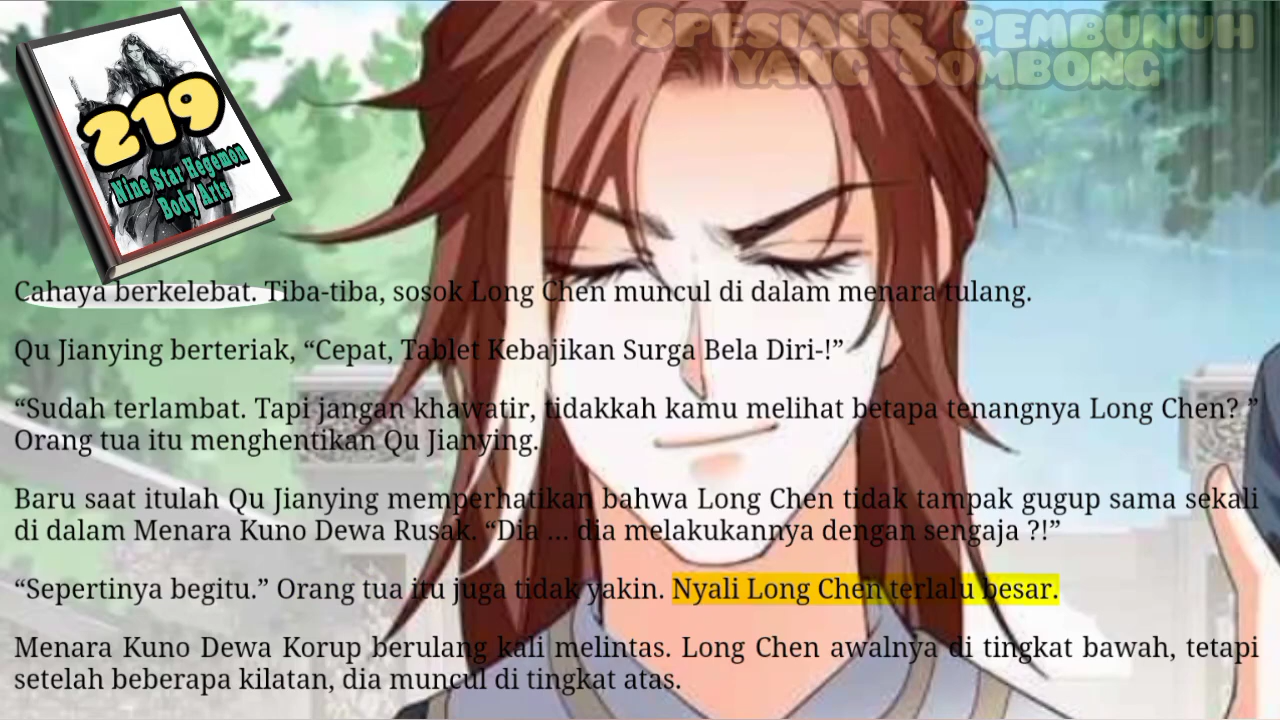 SPESIALIS PEMBUNUH
YANG SOMBONG
219
Nine Star Hegemon
Body Arts
Cahaya berkelebat. Tiba-tiba, sosok Long Chen muncul di dalam menara tulang.
Qu Jianying berteriak, “Cepat, Tablet Kebajikan Surga Bela Diri-!”
“Sudah terlambat. Tapi jangan khawatir, tidakkah kamu melihat betapa tenangnya Long Chen? ”
Orang tua itu menghentikan Qu Jianying.
Baru saat itulah Qu Jianying memperhatikan bahwa Long Chen tidak tampak gugup sama sekali
di dalam Menara Kuno Dewa Rusak. “Dia ... dia melakukannya dengan sengaja ?!”
“Sepertinya begitu.” Orang tua itu juga tidak yakin. Nyali Long Chen terlalu besar.
Menara Kuno Dewa Korup berulang kali melintas. Long Chen awalnya di tingkat bawah, tetapi
setelah beberapa kilatan, dia muncul di tingkat atas.